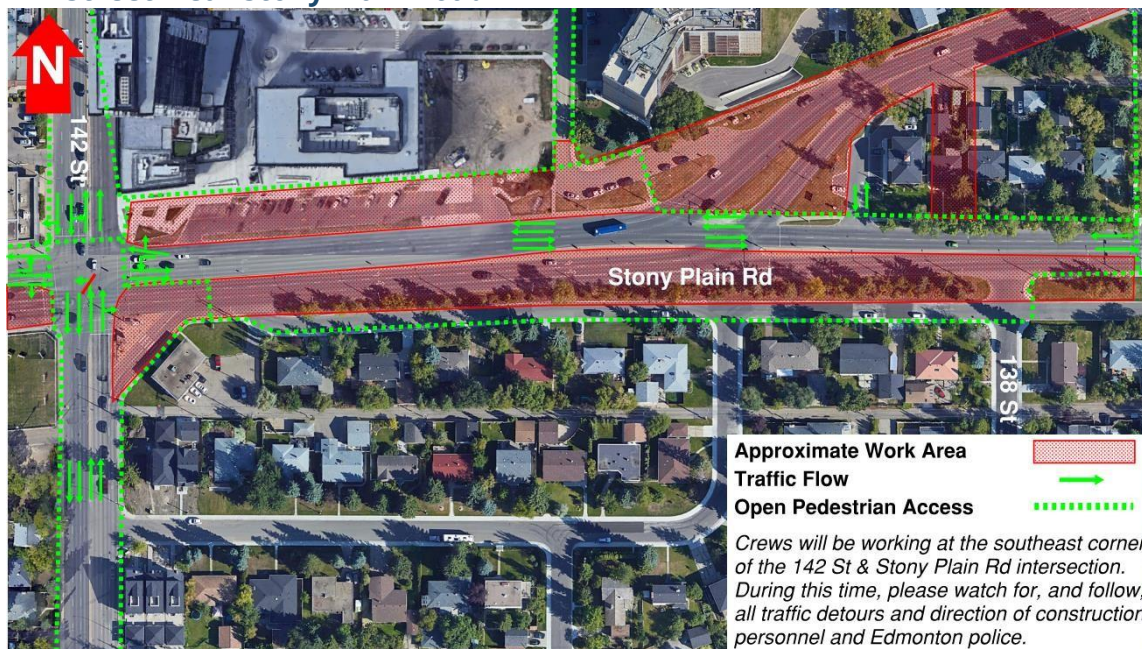 N
142 St
Stony Plain Rd
138 St
Approximate Work Area
Traffic Flow
Open Pedestrian Access
Crews will be working at the southeast corner
of the 142 St & Stony Plain Rd intersection.
During this time, please watch for, and follow,
all traffic detours and direction of construction
personnel and Edmonton police.